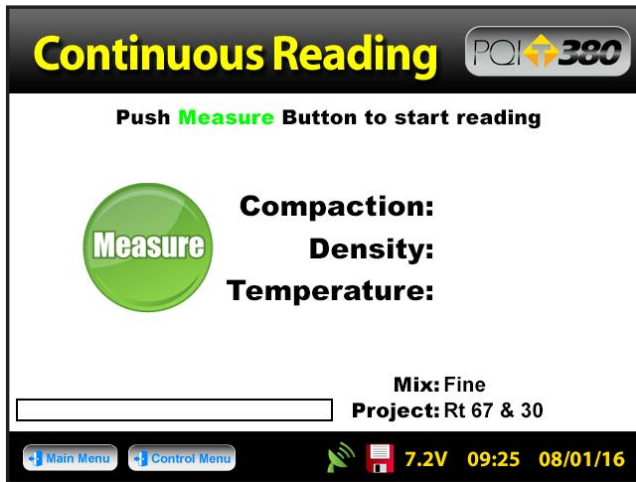 Continuous Reading PQI 380
Push Measure Button to start reading
Measure
Compaction:
Density:
Temperature:
Mix: Fine
Project: Rt 67 & 30
Main Menu Control Menu 7.2V 09:25 08/01/16